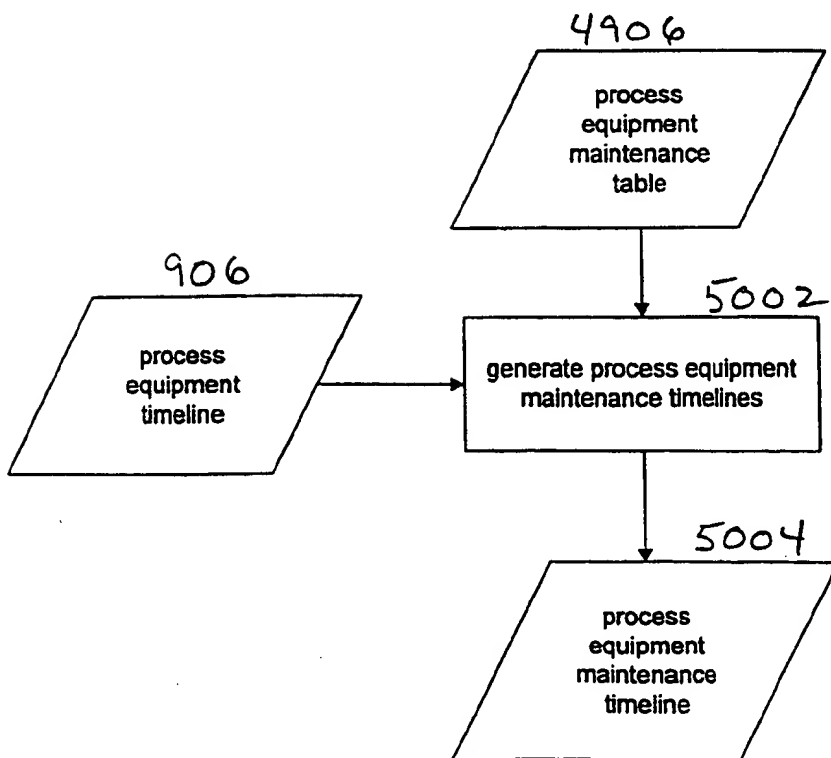 4906
process
equipment
maintenance
table
906
process
equipment
timeline
5002
generate process equipment
maintenance timelines
5004
process
equipment
maintenance
timeline